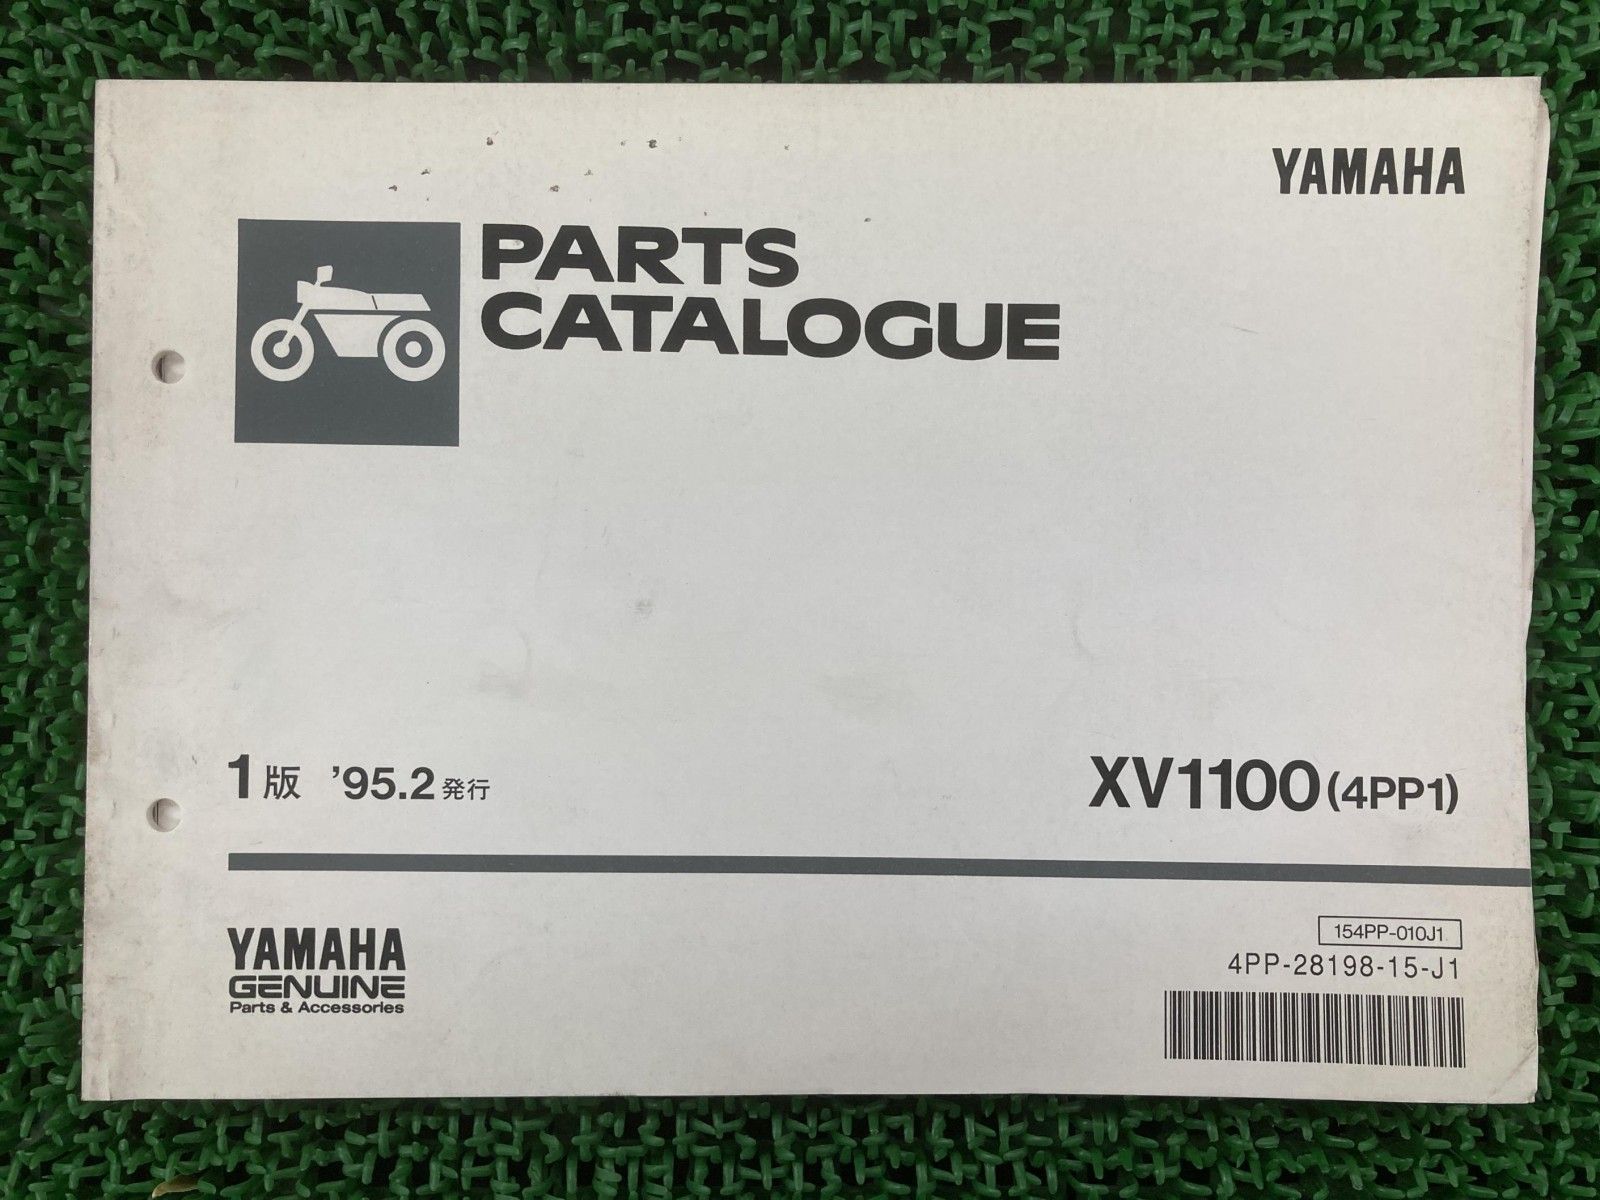 YAMAHA
PARTS
CATALOGUE
1版 '95.2発行
XV1100(4PP1)
YAMAHA
GENUINE
Parts & Accessories
154PP-010J1
4PP-28198-15-J1